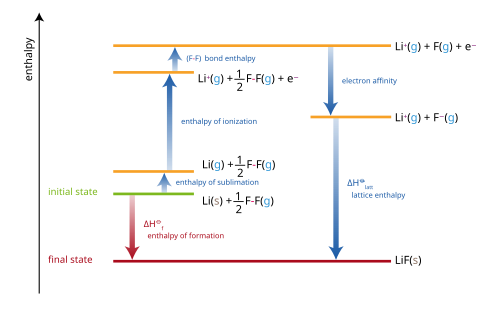 enthalpy
Li⁺(g) + F(g) + e⁻
(F-F) bond enthalpy
Li⁺(g) + 1/2 F-F(g) + e⁻
electron affinity
Li⁺(g) + F⁻(g)
enthalpy of ionization
Li(g) + 1/2 F-F(g)
enthalpy of sublimation
initial state
Li(s) + 1/2 F-F(g)
ΔH⦵latt
lattice enthalpy
ΔH⦵f
enthalpy of formation
final state
LiF(s)